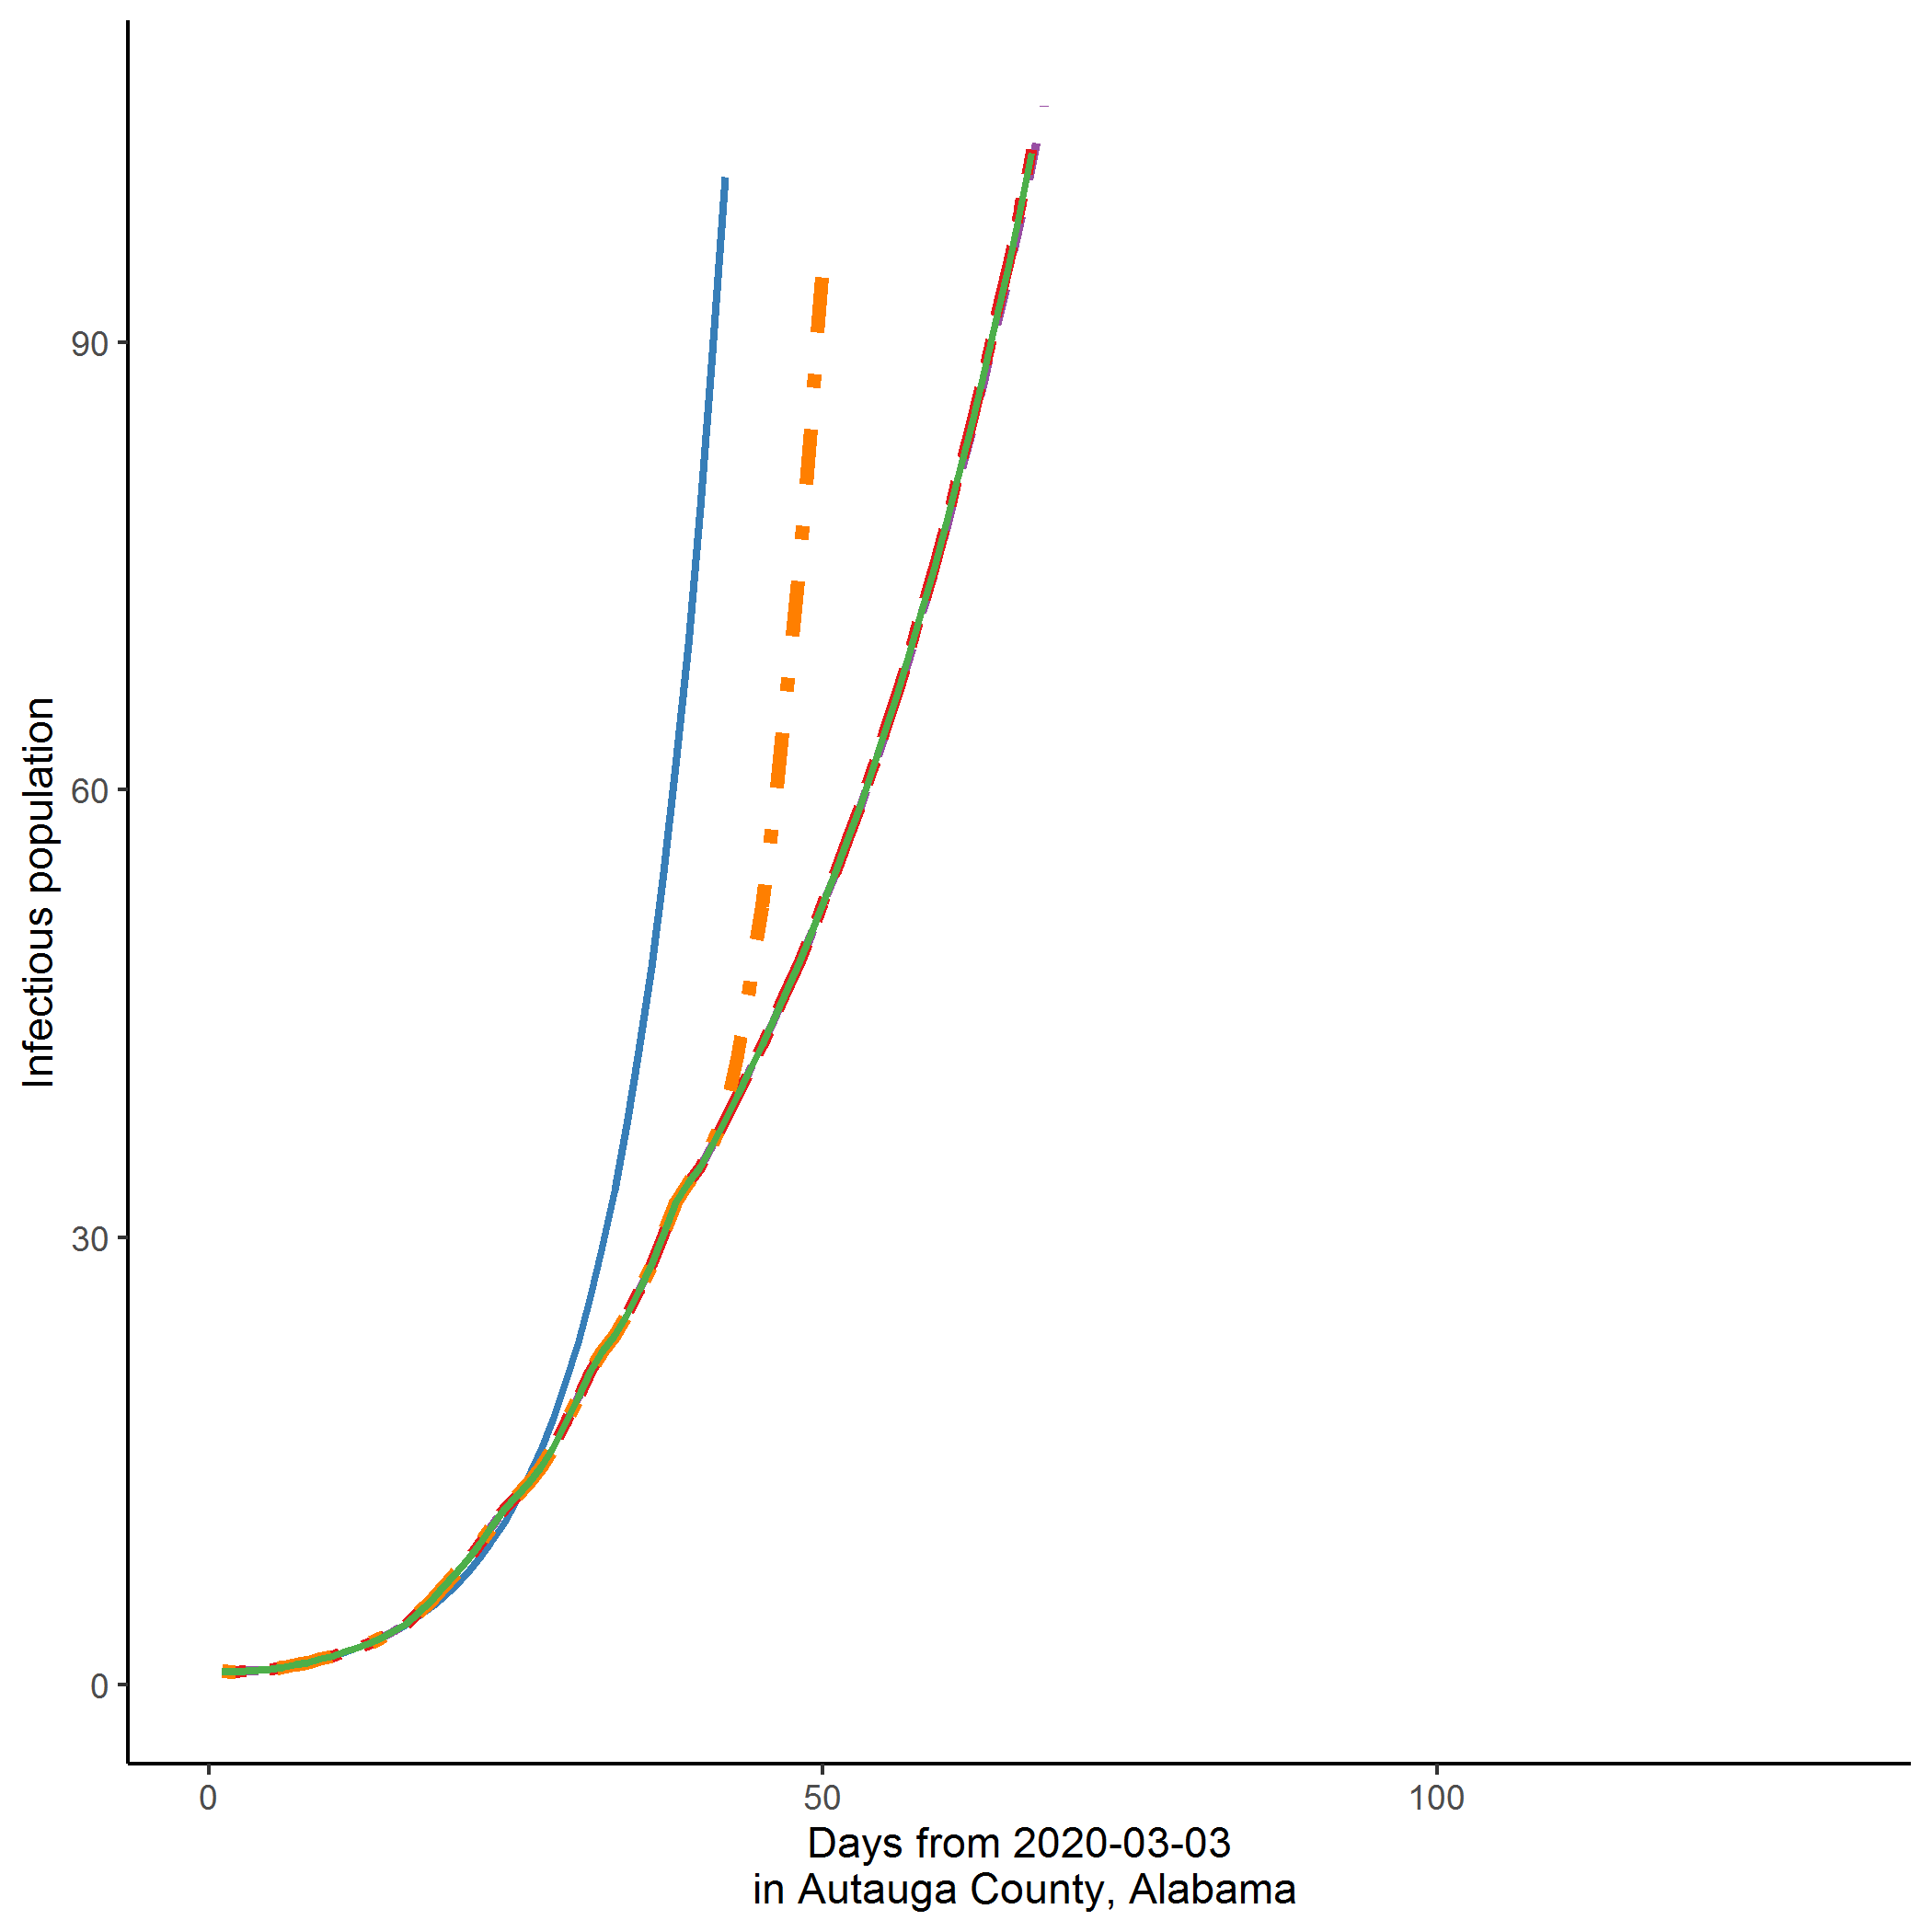 Infectious population
90
60
30
0
0 50 100
Days from 2020-03-03
in Autauga County, Alabama